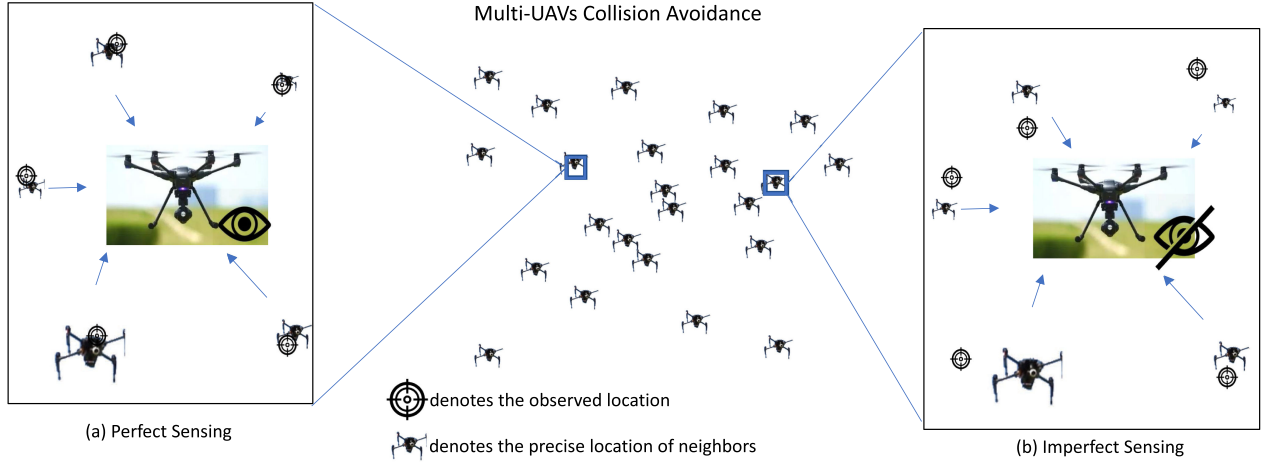 Multi-UAVs Collision Avoidance
denotes the observed location
denotes the precise location of neighbors
(a) Perfect Sensing
(b) Imperfect Sensing